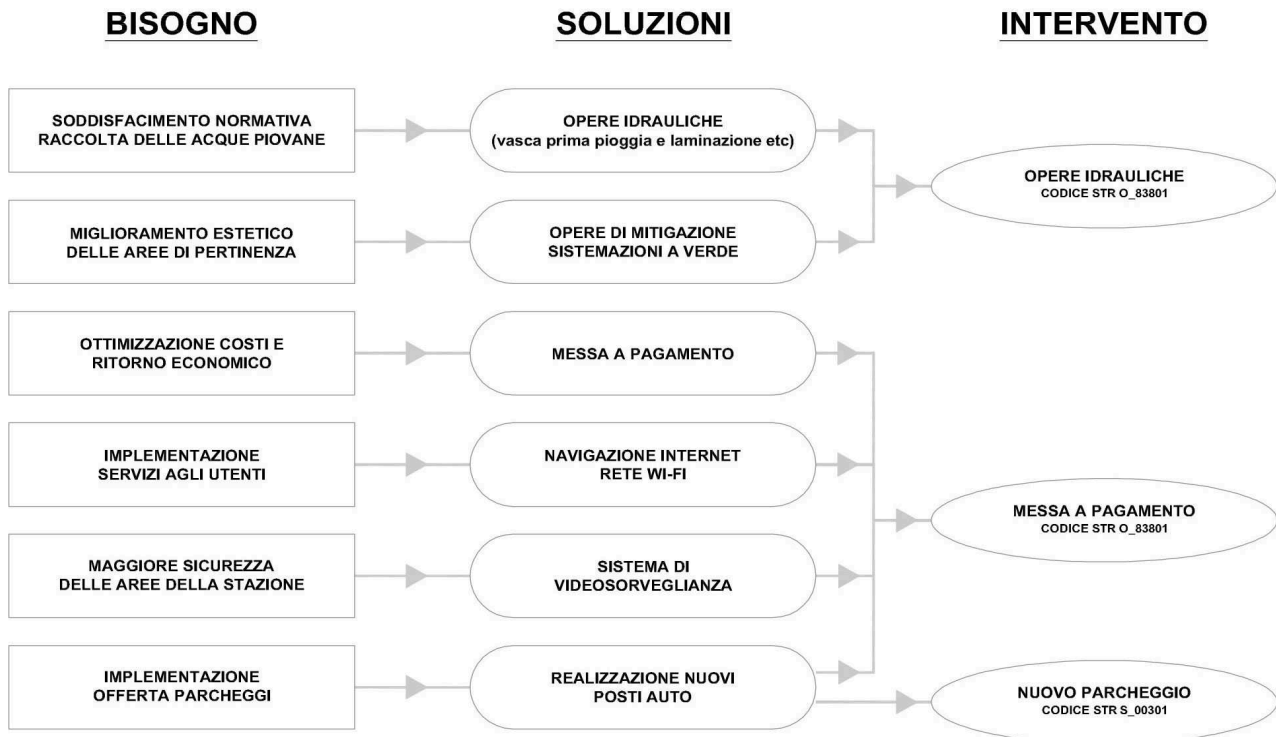 BISOGNO
SOLUZIONI
INTERVENTO
SODDISFACIMENTO NORMATIVA
RACCOLTA DELLE ACQUE PIOVANE
OPERE IDRAULICHE
(vasca prima pioggia e laminazione etc)
OPERE IDRAULICHE
CODICE STR O_83801
MIGLIORAMENTO ESTETICO
DELLE AREE DI PERTINENZA
OPERE DI MITIGAZIONE
SISTEMAZIONI A VERDE
OTTIMIZZAZIONE COSTI E
RITORNO ECONOMICO
MESSA A PAGAMENTO
IMPLEMENTAZIONE
SERVIZI AGLI UTENTI
NAVIGAZIONE INTERNET
RETE WI-FI
MESSA A PAGAMENTO
CODICE STR O_83801
MAGGIORE SICUREZZA
DELLE AREE DELLA STAZIONE
SISTEMA DI
VIDEOSORVEGLIANZA
IMPLEMENTAZIONE
OFFERTA PARCHEGGI
REALIZZAZIONE NUOVI
POSTI AUTO
NUOVO PARCHEGGIO
CODICE STR S_00301